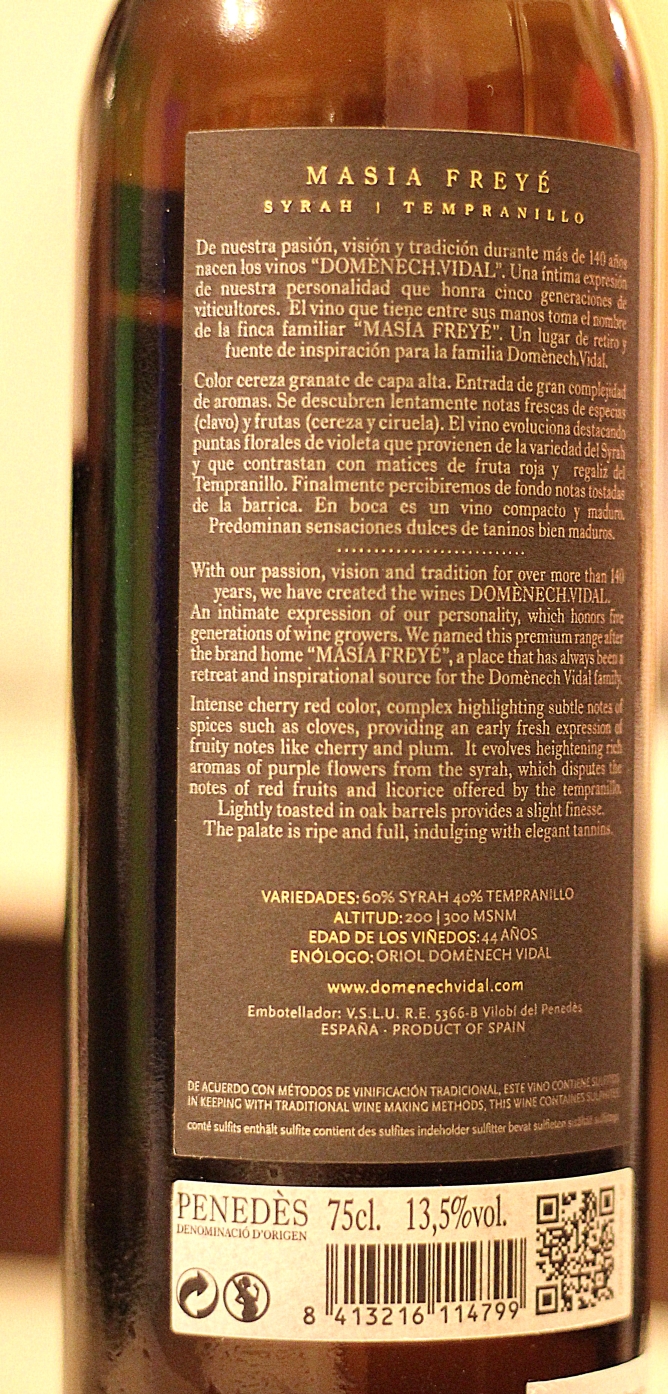 MASIA FREYÉ
SYRAH | TEMPRANILLO
De nuestra pasión, visión y tradición durante más de 140 años
nacen los vinos “DOMÈNECH.VIDAL”. Una íntima expresión
de nuestra personalidad que honra cinco generaciones de
viticultores. El vino que tiene entre sus manos toma el nombre
de la finca familiar “MASÍA FREYÉ”. Un lugar de retiro y
fuente de inspiración para la familia Domènech.Vidal.
Color cereza granate de capa alta. Entrada de gran complejidad
de aromas. Se descubren lentamente notas frescas de especias
(clavo) y frutas (cereza y ciruela). El vino evoluciona destacando
puntas florales de violeta que provienen de la variedad del Syrah
y que contrastan con matices de fruta roja y regaliz del
Tempranillo. Finalmente percibiremos de fondo notas tostadas
de la barrica. En boca es un vino compacto y maduro.
Predominan sensaciones dulces de taninos bien maduros.
With our passion, vision and tradition for over more than 140
years, we have created the wines DOMÈNECH.VIDAL.
An intimate expression of our personality, which honors five
generations of wine growers. We named this premium range after
the brand home “MASÍA FREYÉ”, a place that has always been a
retreat and inspirational source for the Domènech Vidal family.
Intense cherry red color, complex highlighting subtle notes of
spices such as cloves, providing an early fresh expression of
fruity notes like cherry and plum. It evolves heightening rich
aromas of purple flowers from the syrah, which disputes the
notes of red fruits and licorice offered by the tempranillo.
Lightly toasted in oak barrels provides a slight finesse.
The palate is ripe and full, indulging with elegant tannins.
VARIEDADES: 60% SYRAH 40% TEMPRANILLO
ALTITUD: 200 | 300 MSNM
EDAD DE LOS VIÑEDOS: 44 AÑOS
ENÓLOGO: ORIOL DOMÈNECH VIDAL
www.domenechvidal.com
Embotellador: V.S.L.U. R.E. 5366-B Vilobí del Penedès
ESPAÑA · PRODUCT OF SPAIN
DE ACUERDO CON MÉTODOS DE VINIFICACIÓN TRADICIONAL, ESTE VINO CONTIENE SULFITOS
IN KEEPING WITH TRADITIONAL WINE MAKING METHODS, THIS WINE CONTAINES
conté sulfits enthält sulfite contient des sulfites indeholder sulfitter bevat sulfieten
PENEDÈS 75cl. 13,5%vol.
DENOMINACIÓ D'ORIGEN
8 413216 114799